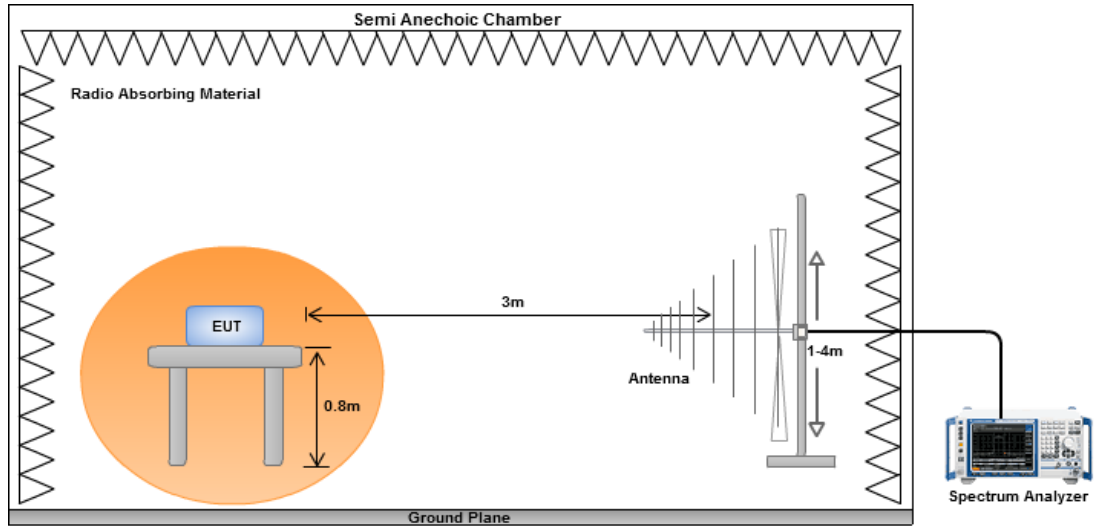 Semi Anechoic Chamber
Radio Absorbing Material
3m
EUT
1-4m
Antenna
0.8m
Spectrum Analyzer
Ground Plane